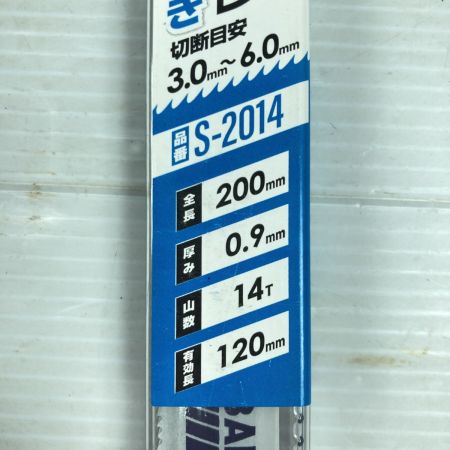 き
切断目安
3.0mm~6.0mm
品番 S-2014
全長 200mm
厚み 0.9mm
山数 14T
有効長 120mm